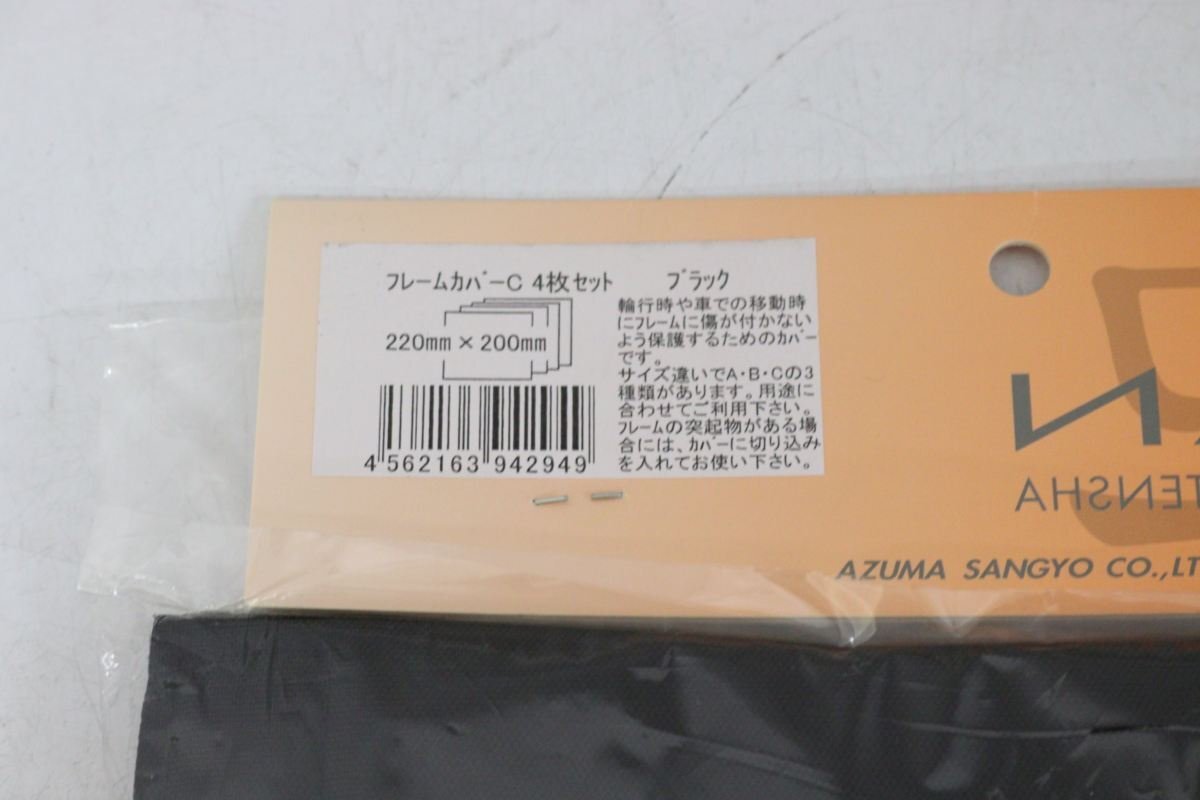 フレームカバーC 4枚セット ブラック
220mm × 200mm
輪行時や車での移動時
にフレームに傷が付かない
よう保護するためのカバー
です。
サイズ違いでA・B・Cの3
種類があります。用途に
合わせてご利用下さい。
フレームの突起物がある場
合には、カバーに切り込み
を入れてお使い下さい。
4 562163 942949
TENSHA
AZUMA SANGYO CO.,LT